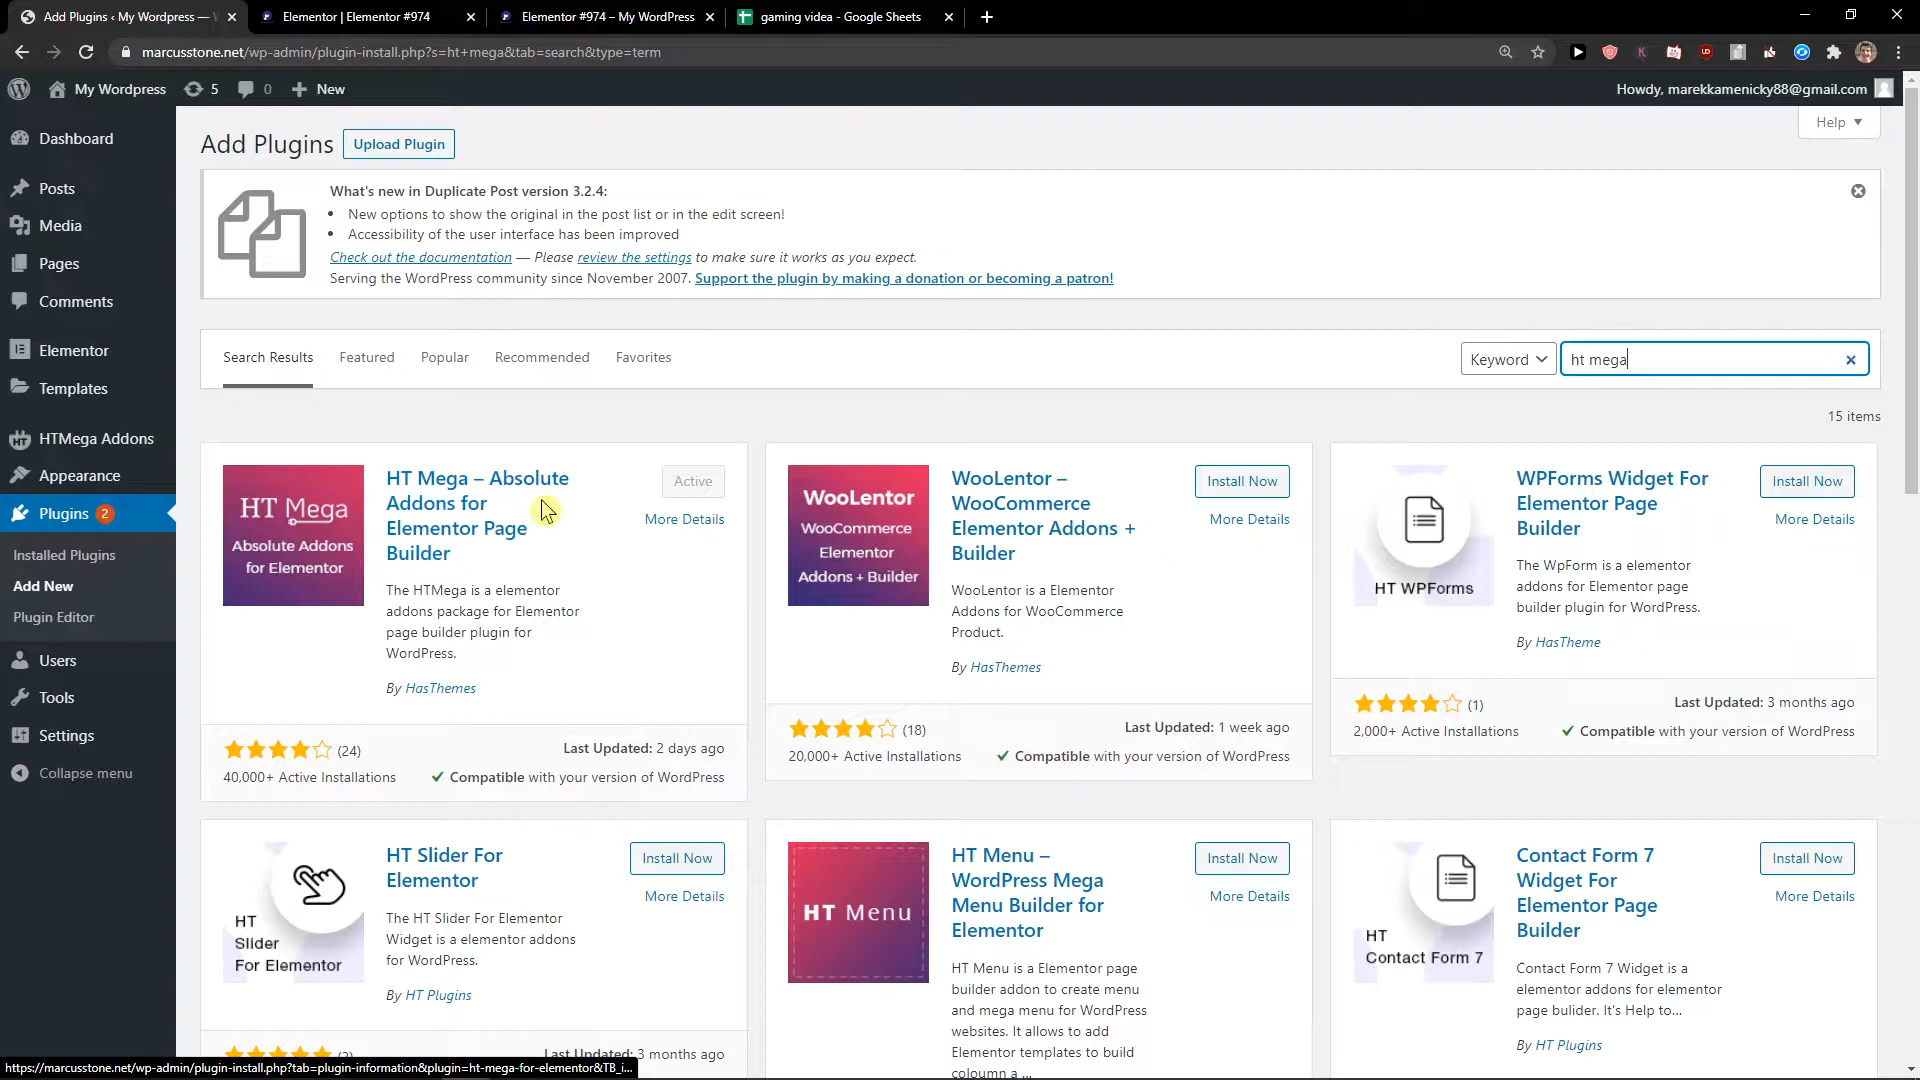 Add Plugins ‹ My Wordpress —
Elementor | Elementor #974
Elementor #974 – My WordPress
gaming videa - Google Sheets
marcusstone.net/wp-admin/plugin-install.php?s=ht+mega&tab=search&type=term
My Wordpress
5
0
New
Howdy, marekkamenicky88@gmail.com
Dashboard
Posts
Media
Pages
Comments
Elementor
Templates
HTMega Addons
Appearance
Plugins 2
Installed Plugins
Add New
Plugin Editor
Users
Tools
Settings
Collapse menu
Help
Add Plugins
Upload Plugin
What's new in Duplicate Post version 3.2.4:
• New options to show the original in the post list or in the edit screen!
• Accessibility of the user interface has been improved
Check out the documentation — Please review the settings to make sure it works as you expect.
Serving the WordPress community since November 2007. Support the plugin by making a donation or becoming a patron!
Search Results
Featured
Popular
Recommended
Favorites
Keyword
ht mega
15 items
HT Mega
Absolute Addons
for Elementor
HT Mega – Absolute
Addons for
Elementor Page
Builder
Active
More Details
The HTMega is a elementor
addons package for Elementor
page builder plugin for
WordPress.
By HasThemes
(24)
40,000+ Active Installations
Last Updated: 2 days ago
Compatible with your version of WordPress
WooLentor
WooCommerce
Elementor
Addons + Builder
WooLentor –
WooCommerce
Elementor Addons +
Builder
Install Now
More Details
WooLentor is a Elementor
Addons for WooCommerce
Product.
By HasThemes
(18)
20,000+ Active Installations
Last Updated: 1 week ago
Compatible with your version of WordPress
HT WPForms
WPForms Widget For
Elementor Page
Builder
Install Now
More Details
The WpForm is a elementor
addons for Elementor page
builder plugin for WordPress.
By HasTheme
(1)
2,000+ Active Installations
Last Updated: 3 months ago
Compatible with your version of WordPress
HT
Slider
For Elementor
HT Slider For
Elementor
Install Now
More Details
The HT Slider For Elementor
Widget is a elementor addons
for WordPress.
By HT Plugins
Last Updated: 3 months ago
HT Menu
HT Menu –
WordPress Mega
Menu Builder for
Elementor
Install Now
More Details
HT Menu is a Elementor page
builder addon to create menu
and mega menu for WordPress
websites. It allows to add
Elementor templates to build
coloumn a ...
HT
Contact Form 7
Contact Form 7
Widget For
Elementor Page
Builder
Install Now
More Details
Contact Form 7 Widget is a
elementor addons for elementor
page bulider. It's Help to...
By HT Plugins
https://marcusstone.net/wp-admin/plugin-install.php?tab=plugin-information&plugin=ht-mega-for-elementor&TB_i...